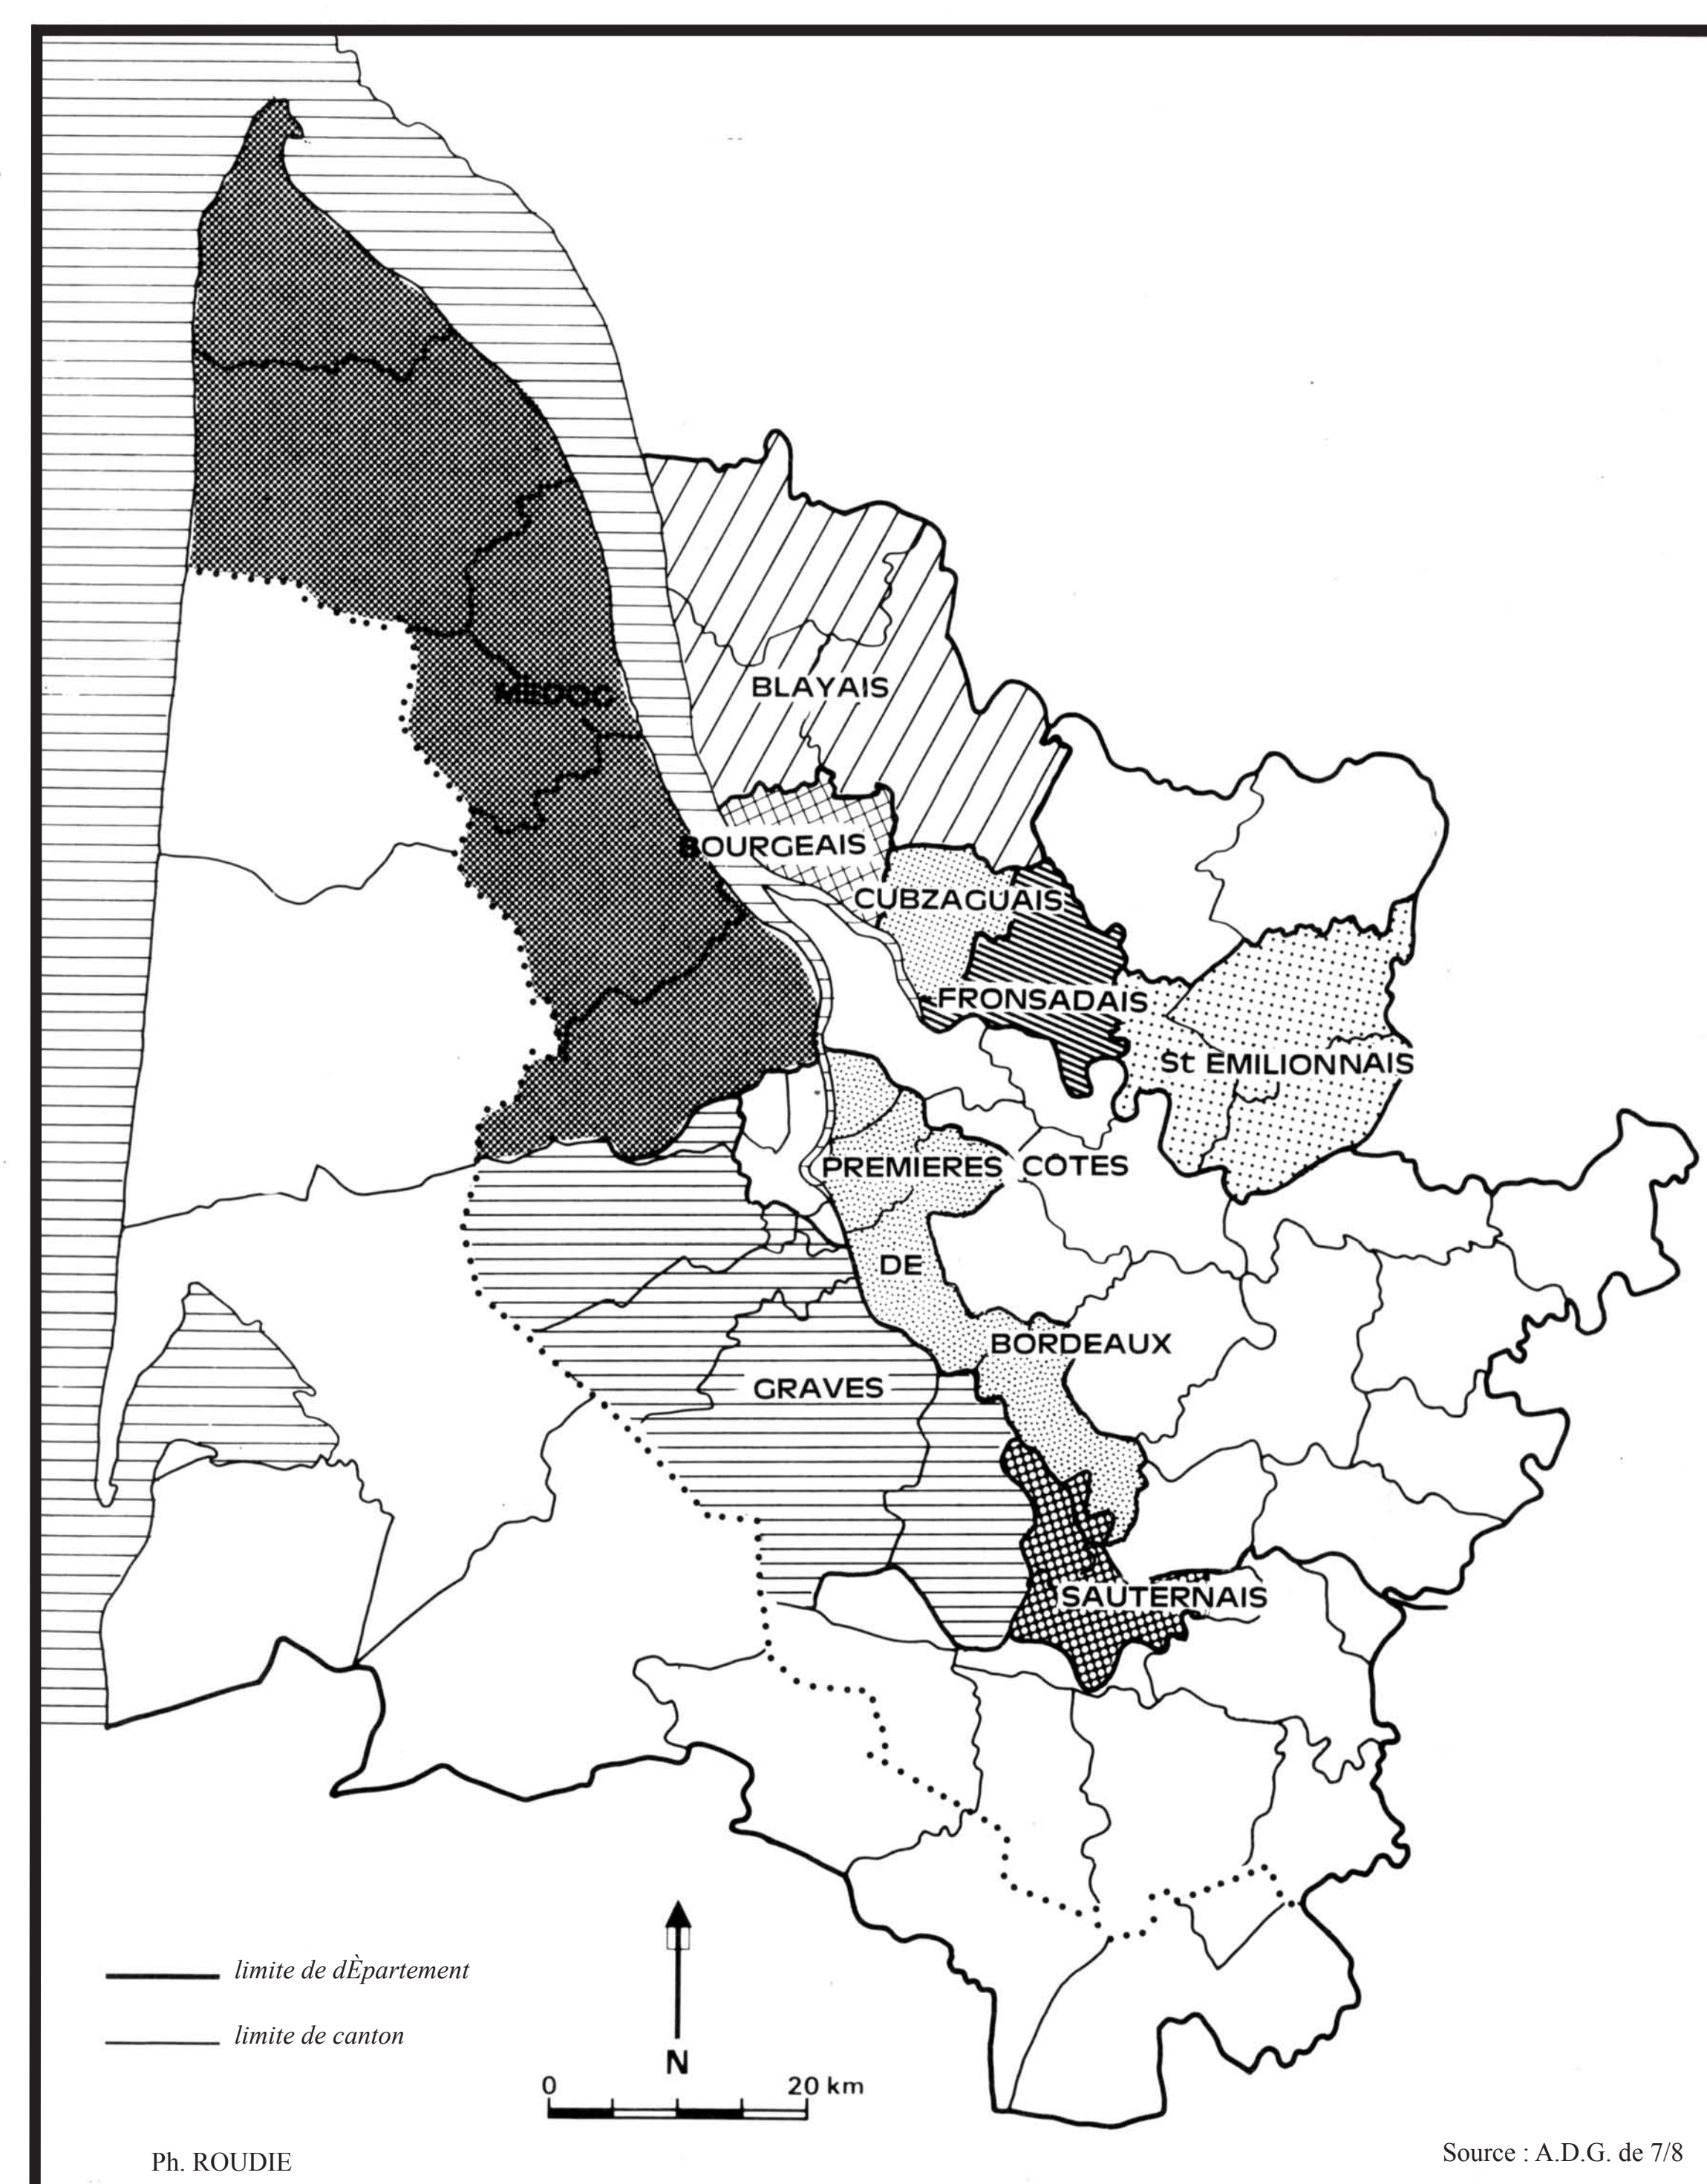 MEDOC
BLAYAIS
BOURGEAIS
CUBZAGUAIS
FRONSADAIS
St EMILIONNAIS
PREMIERES CÔTES
DE
BORDEAUX
GRAVES
SAUTERNAIS
limite de dÈpartement
limite de canton
N
0 20 km
Ph. ROUDIE
Source : A.D.G. de 7/8